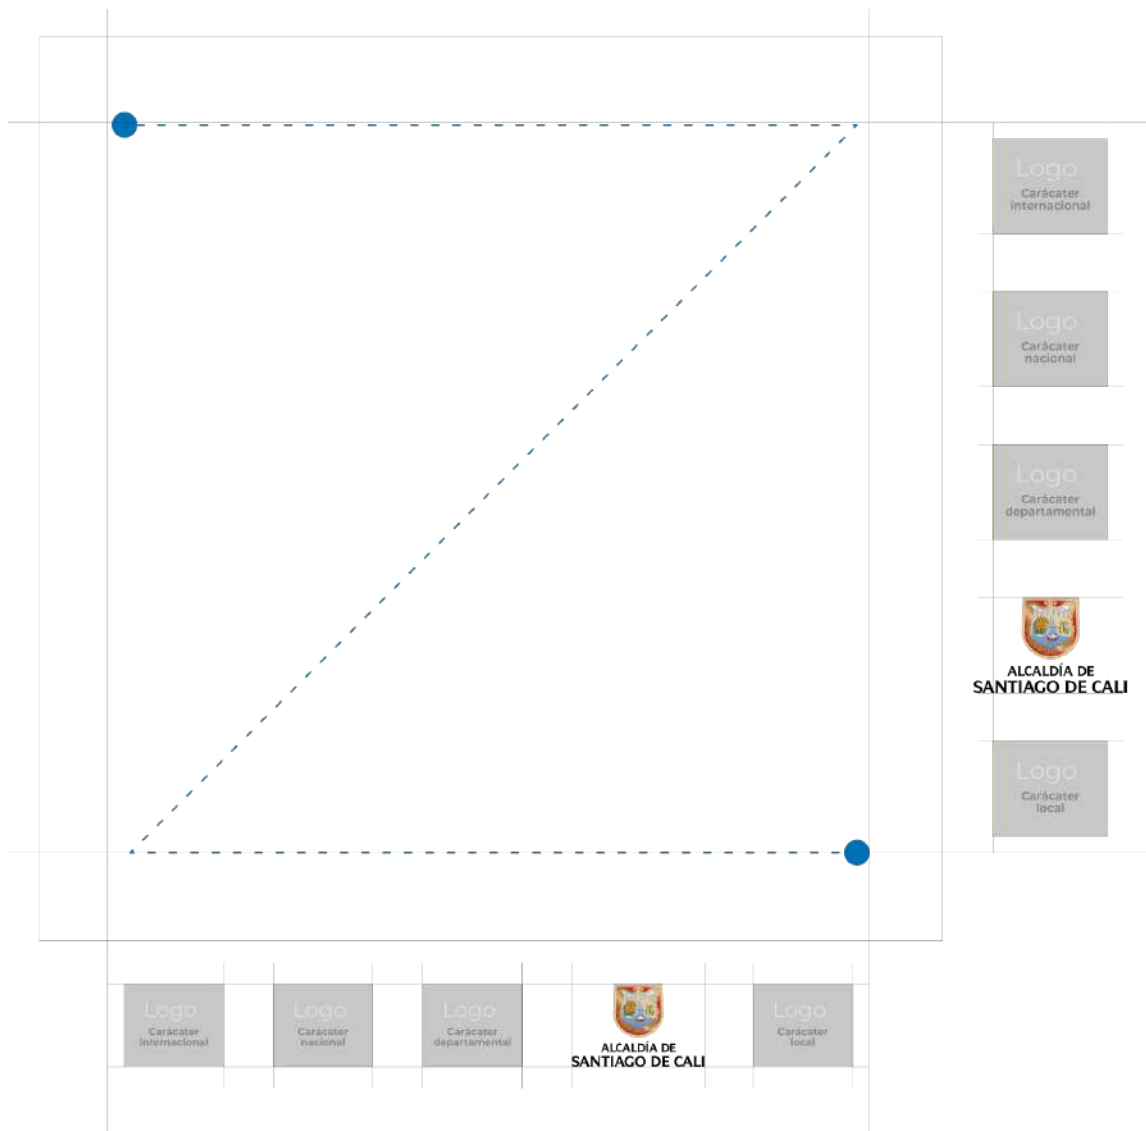 Logo
Carácater
internacional
Logo
Carácater
nacional
Logo
Carácater
departamental
ALCALDÍA DE
SANTIAGO DE CALI
Logo
Carácater
local
Logo
Carácater
internacional
Logo
Carácater
nacional
Logo
Carácater
departamental
ALCALDÍA DE
SANTIAGO DE CALI
Logo
Carácater
local